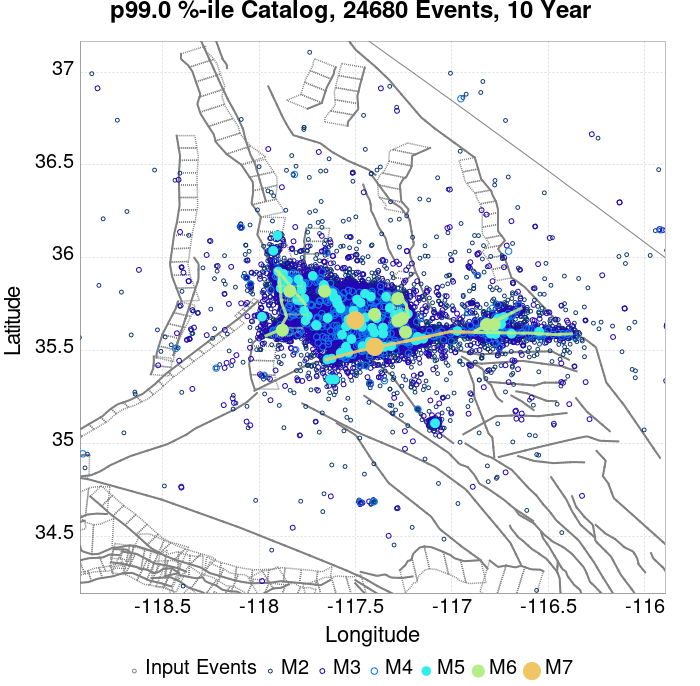 p99.0 %-ile Catalog, 24680 Events, 10 Year
37
36.5
36
35.5
35
34.5
Latitude
-118.5 -118 -117.5 -117 -116.5 -116
Longitude
Input Events M2 M3 M4 M5 M6 M7